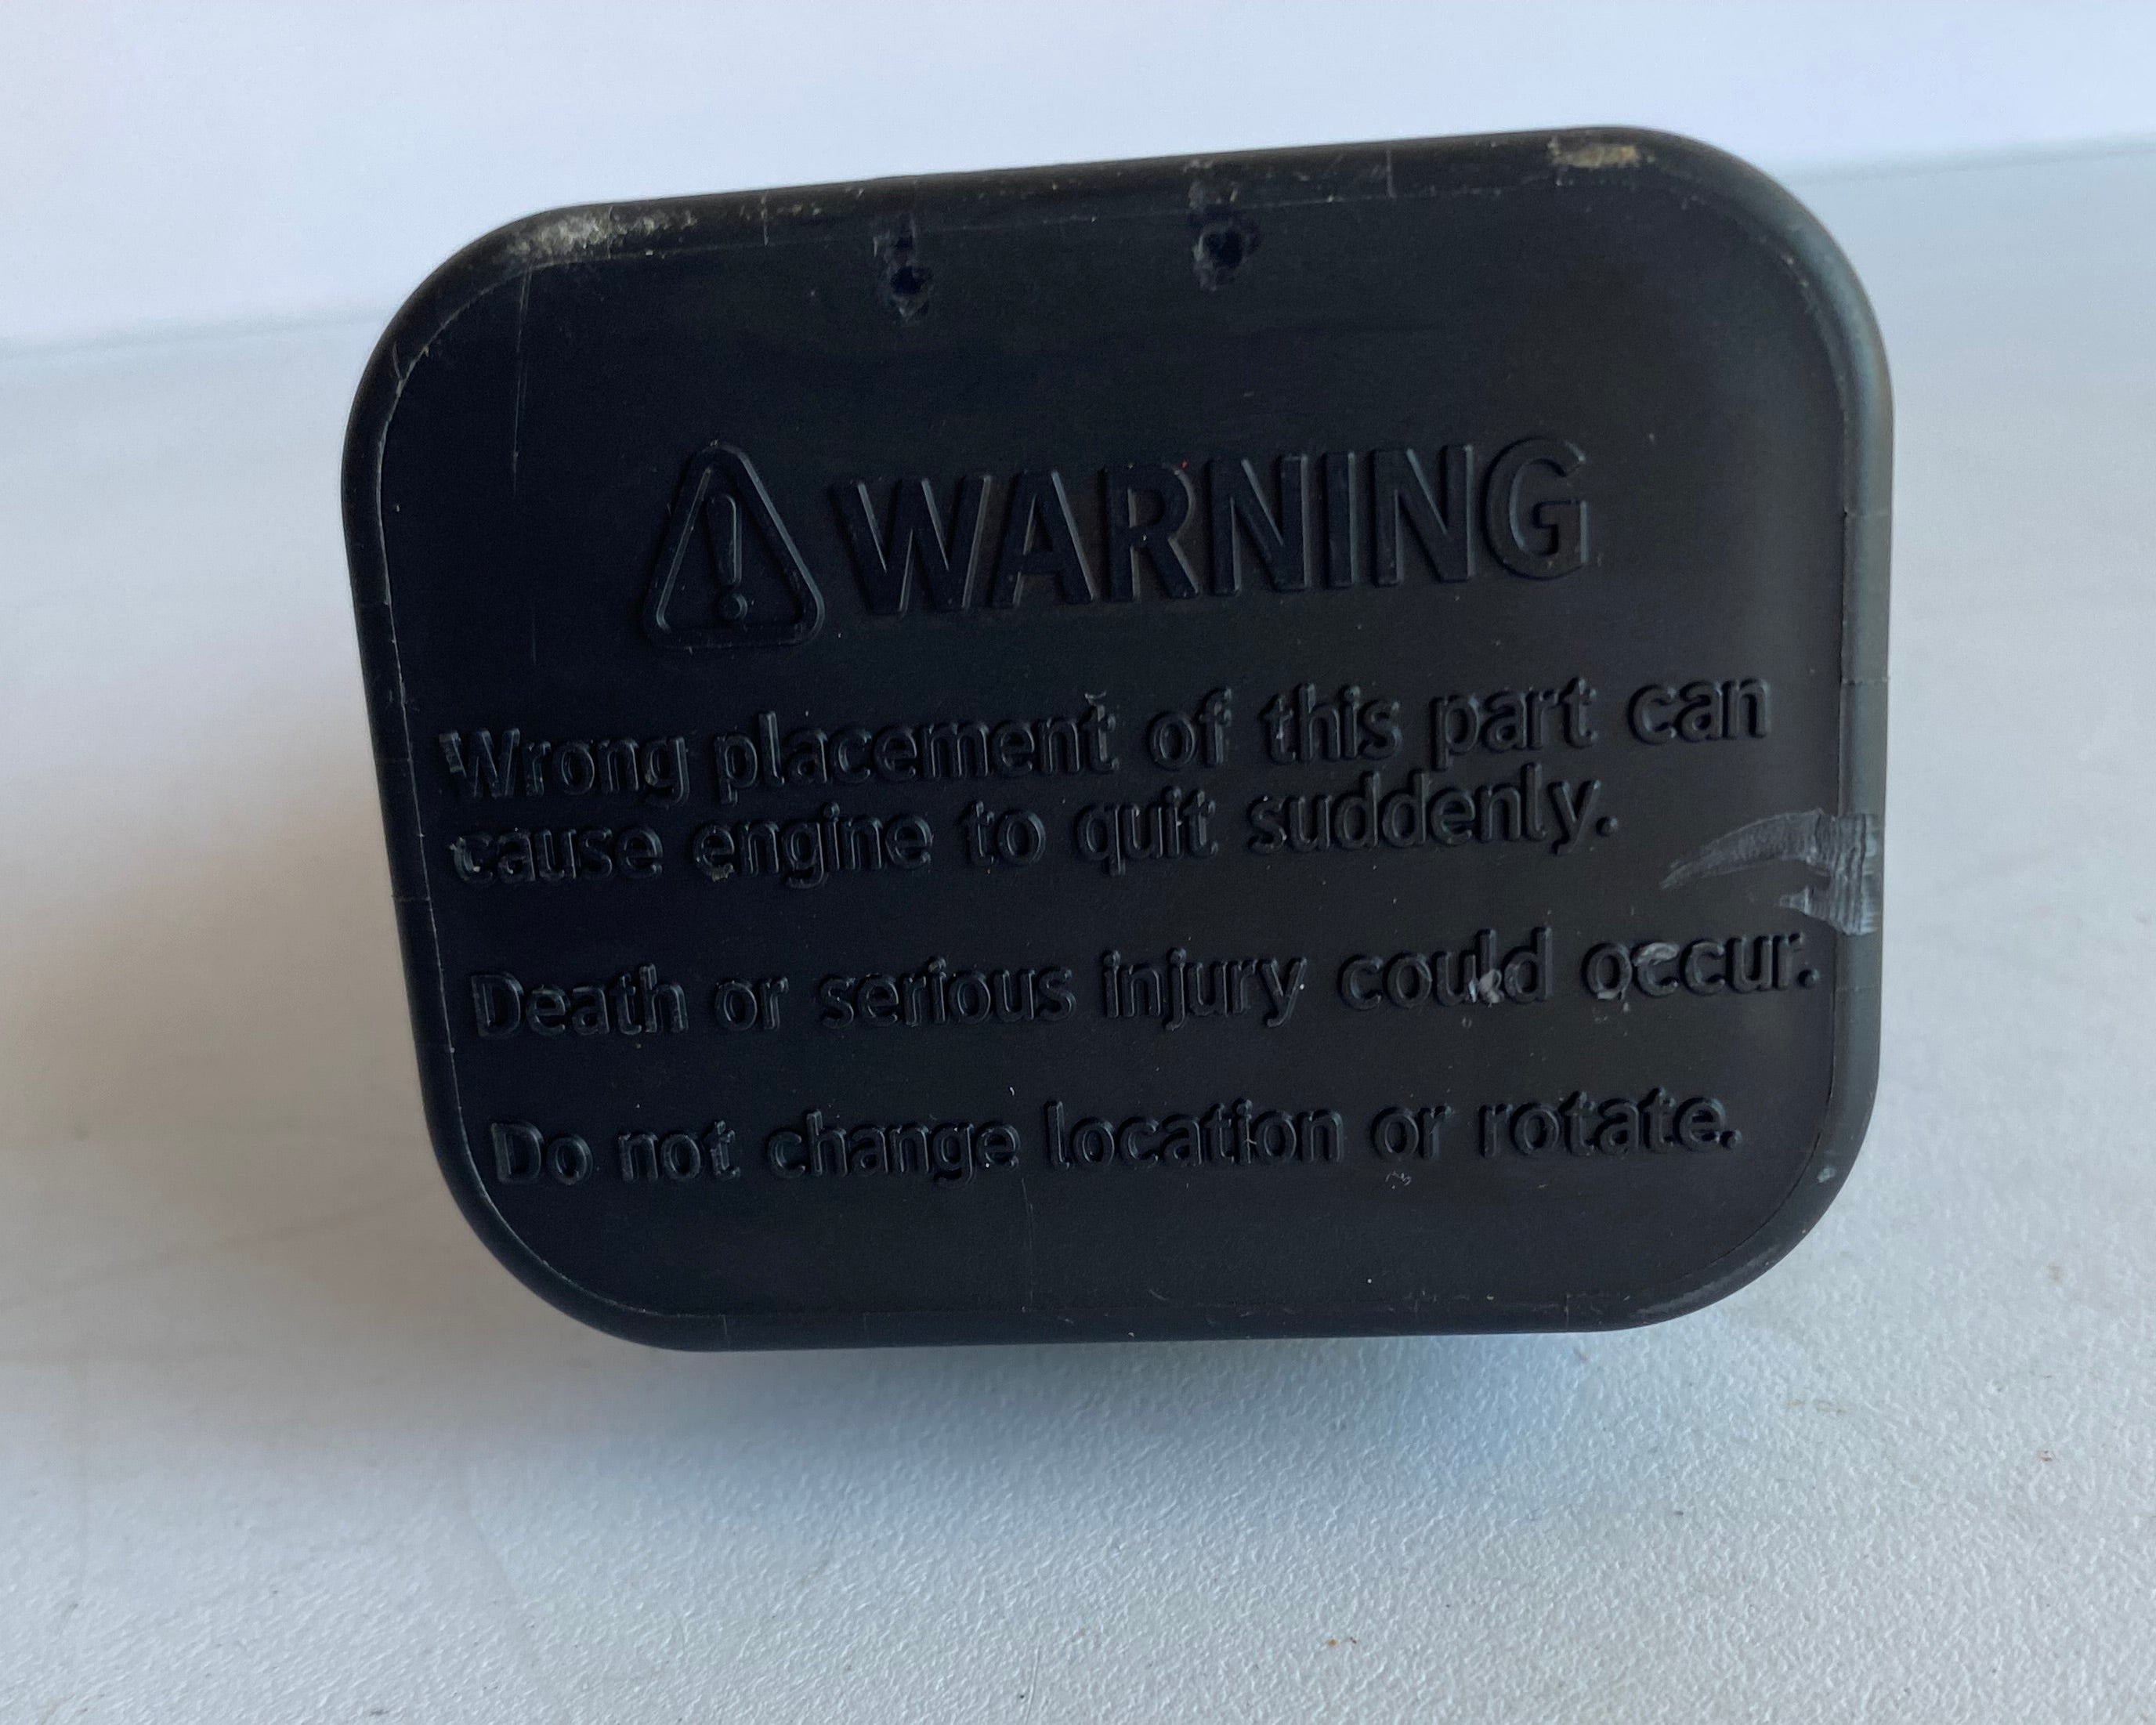 WARNING
Wrong placement of this part can
cause engine to quit suddenly.
Death or serious injury could occur.
Do not change location or rotate.